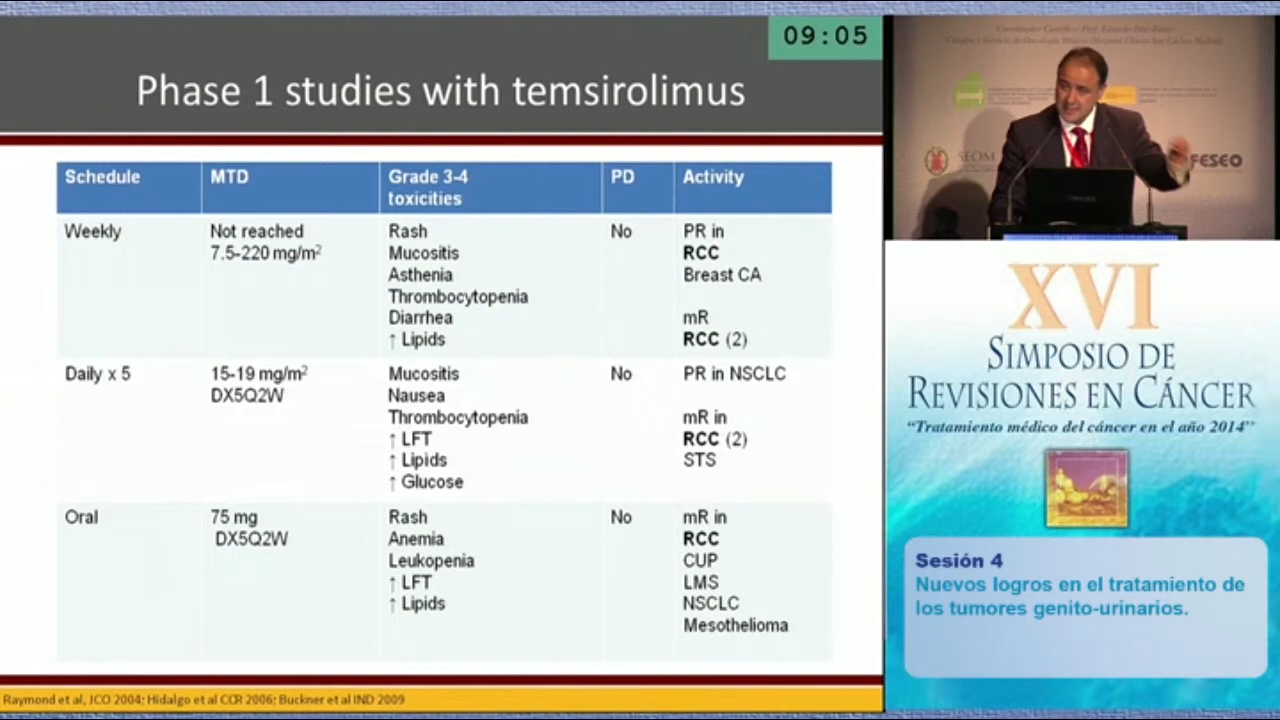 09:05
Phase 1 studies with temsirolimus
Schedule MTD Grade 3-4 toxicities PD Activity
Weekly
Not reached
7.5-220 mg/m²
Rash
Mucositis
Asthenia
Thrombocytopenia
Diarrhea
↑ Lipids
No
PR in
RCC
Breast CA
mR
RCC (2)
Daily x 5
15-19 mg/m²
DX5Q2W
Mucositis
Nausea
Thrombocytopenia
↑ LFT
↑ Lipids
↑ Glucose
No
PR in NSCLC
mR in
RCC (2)
STS
Oral
75 mg
DX5Q2W
Rash
Anemia
Leukopenia
↑ LFT
↑ Lipids
No
mR in
RCC
CUP
LMS
NSCLC
Mesothelioma
Raymond et al, JCO 2004; Hidalgo et al CCR 2006; Buckner et al IND 2009
SEOM
FESEO
XVI
SIMPOSIO DE
REVISIONES EN CÁNCER
“Tratamiento médico del cáncer en el año 2014”
Sesión 4
Nuevos logros en el tratamiento de
los tumores genito-urinarios.